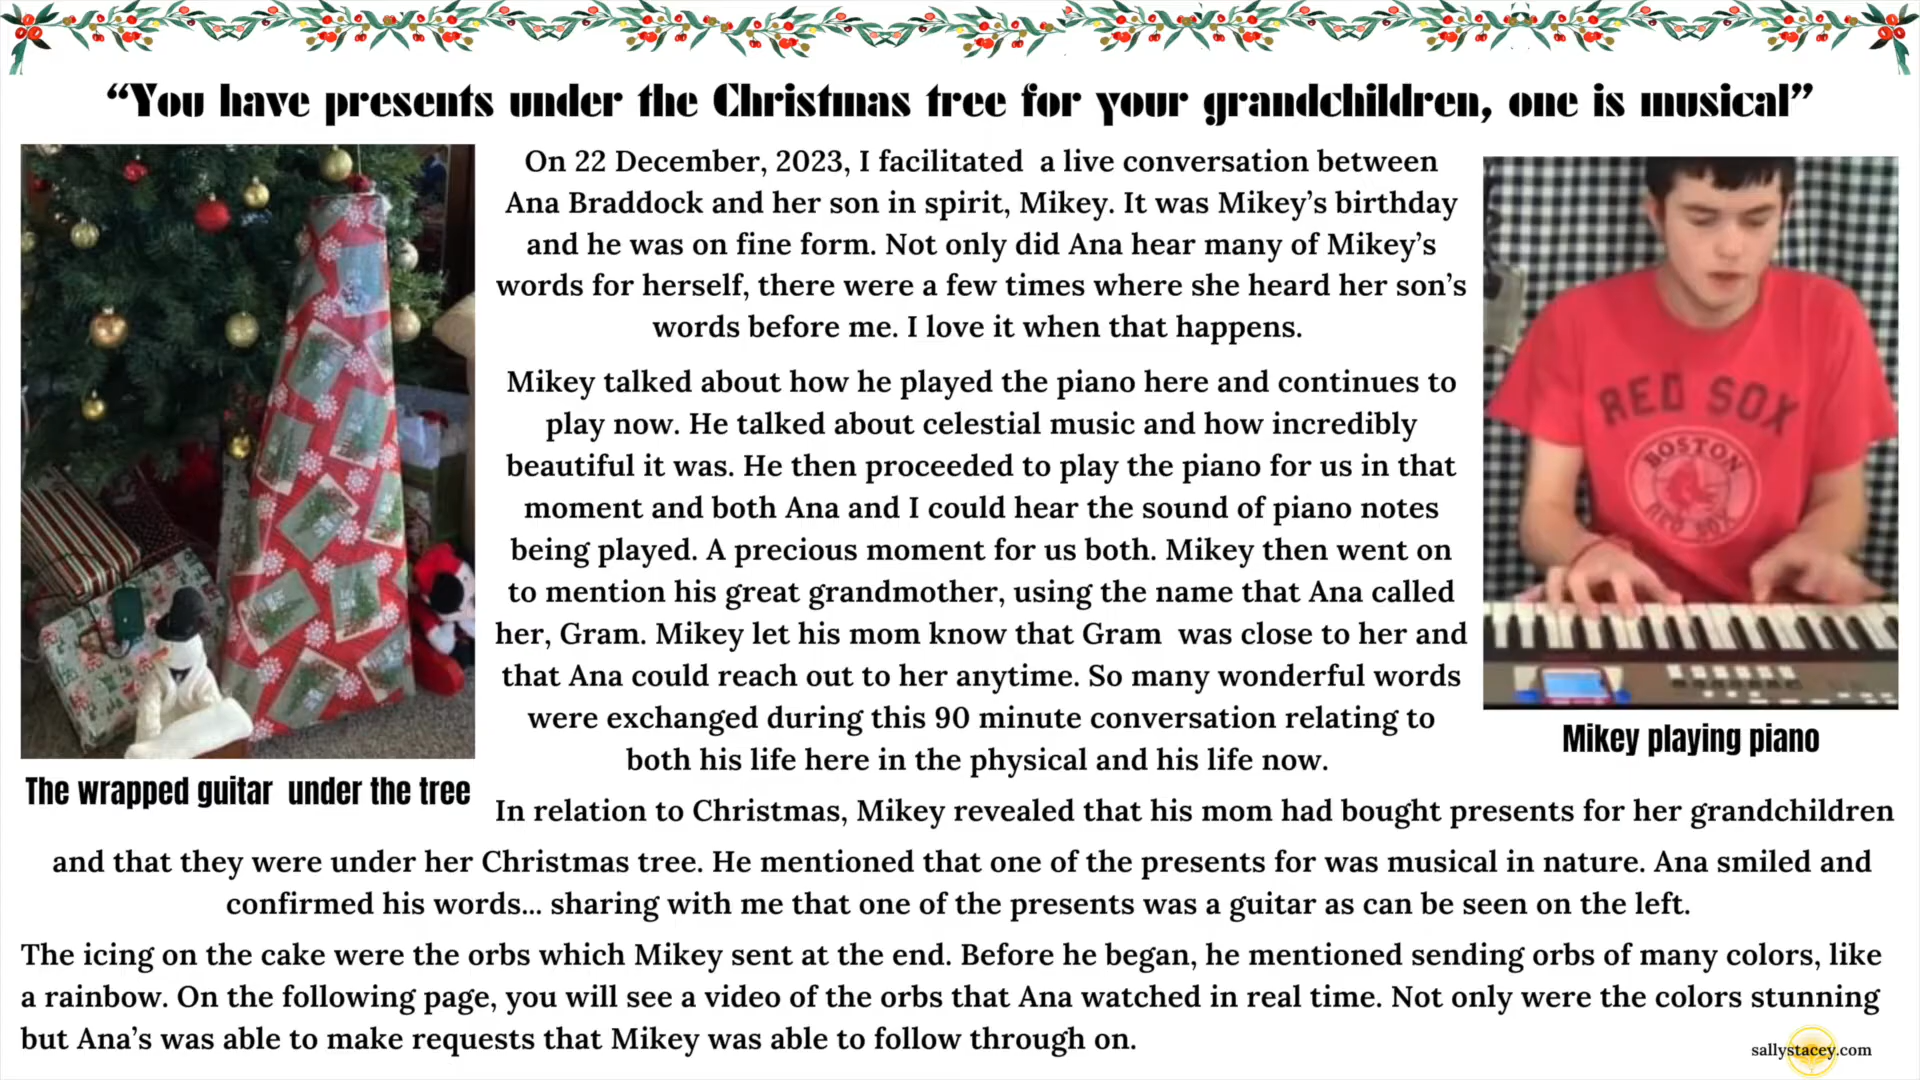 “You have presents under the Christmas tree for your grandchildren, one is musical”
On 22 December, 2023, I facilitated a live conversation between
Ana Braddock and her son in spirit, Mikey. It was Mikey’s birthday
and he was on fine form. Not only did Ana hear many of Mikey’s
words for herself, there were a few times where she heard her son’s
words before me. I love it when that happens.
Mikey talked about how he played the piano here and continues to
play now. He talked about celestial music and how incredibly
beautiful it was. He then proceeded to play the piano for us in that
moment and both Ana and I could hear the sound of piano notes
being played. A precious moment for us both. Mikey then went on
to mention his great grandmother, using the name that Ana called
her, Gram. Mikey let his mom know that Gram was close to her and
that Ana could reach out to her anytime. So many wonderful words
were exchanged during this 90 minute conversation relating to
both his life here in the physical and his life now.
RED SOX
BOSTON
RED SOX
Mikey playing piano
The wrapped guitar under the tree
In relation to Christmas, Mikey revealed that his mom had bought presents for her grandchildren
and that they were under her Christmas tree. He mentioned that one of the presents for was musical in nature. Ana smiled and
confirmed his words... sharing with me that one of the presents was a guitar as can be seen on the left.
The icing on the cake were the orbs which Mikey sent at the end. Before he began, he mentioned sending orbs of many colors, like
a rainbow. On the following page, you will see a video of the orbs that Ana watched in real time. Not only were the colors stunning
but Ana’s was able to make requests that Mikey was able to follow through on.
sallystacey.com